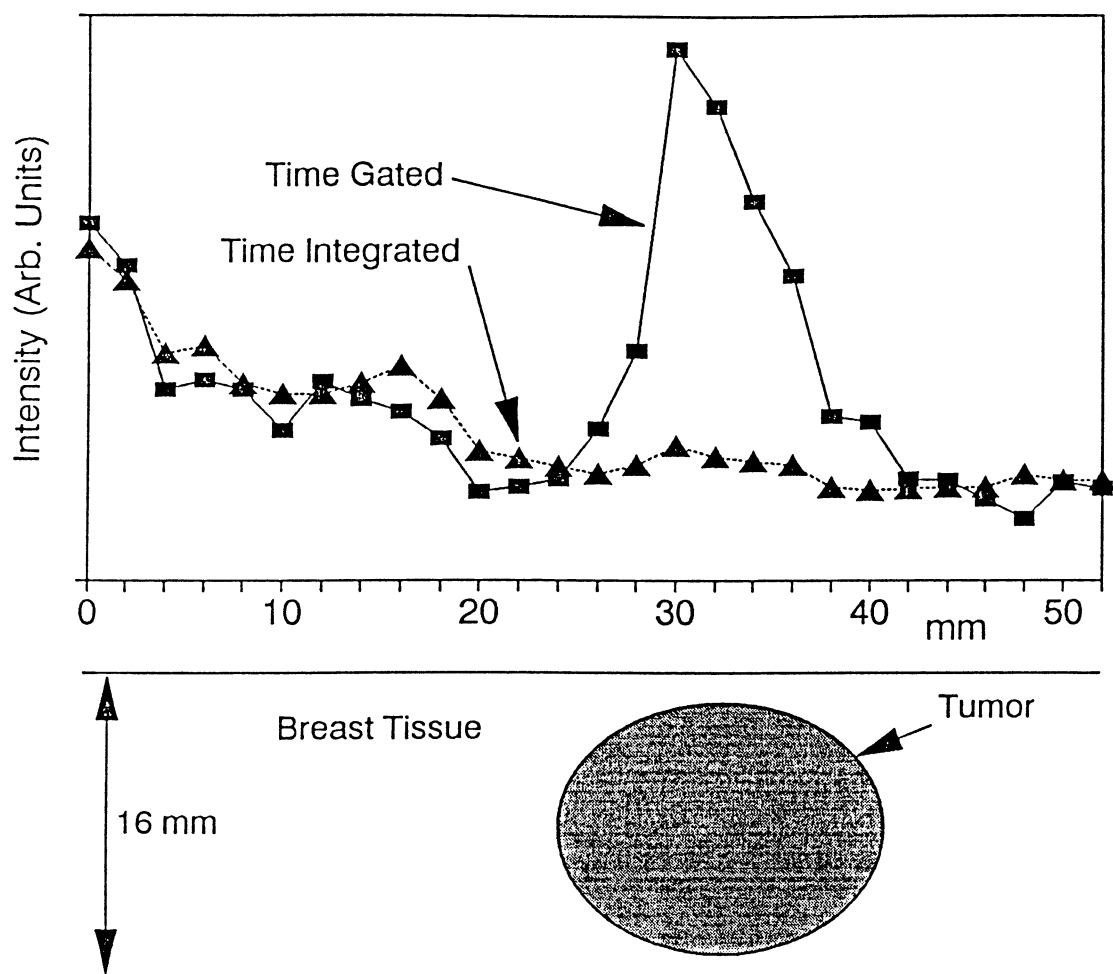 Intensity (Arb. Units)
Time Gated
Time Integrated
0 10 20 30 40 50
mm
Breast Tissue
Tumor
16 mm